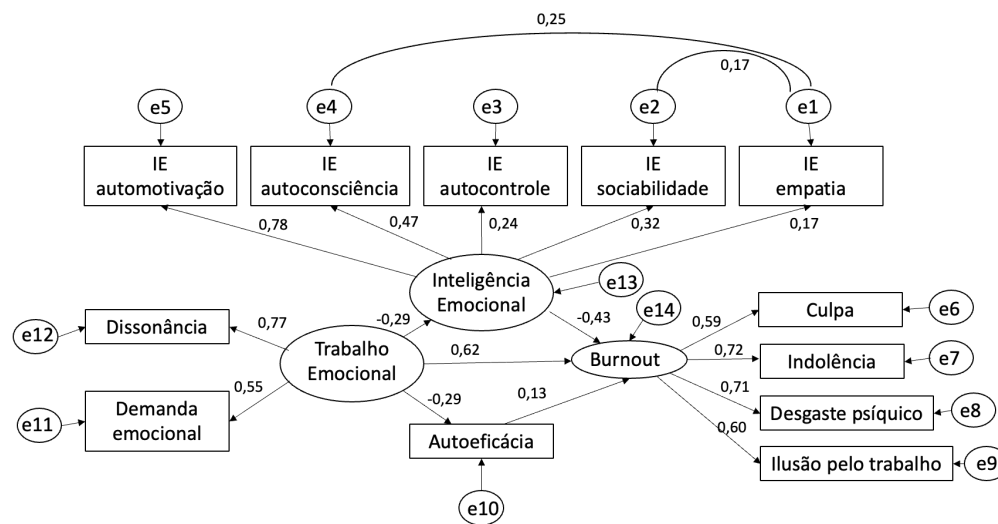 0,25
0,17
e5
e4
e3
e2
e1
IE
automotivação
IE
autoconsciência
IE
autocontrole
IE
sociabilidade
IE
empatia
0,78
0,47
0,24
0,32
0,17
Inteligência
Emocional
e13
e14
e12
Dissonância
0,77
-0,29
-0,43
0,59
Culpa
e6
Trabalho
Emocional
0,62
Burnout
0,72
Indolência
e7
e11
Demanda
emocional
0,55
-0,29
0,13
0,71
Desgaste psíquico
e8
Autoeficácia
0,60
Ilusão pelo trabalho
e9
e10